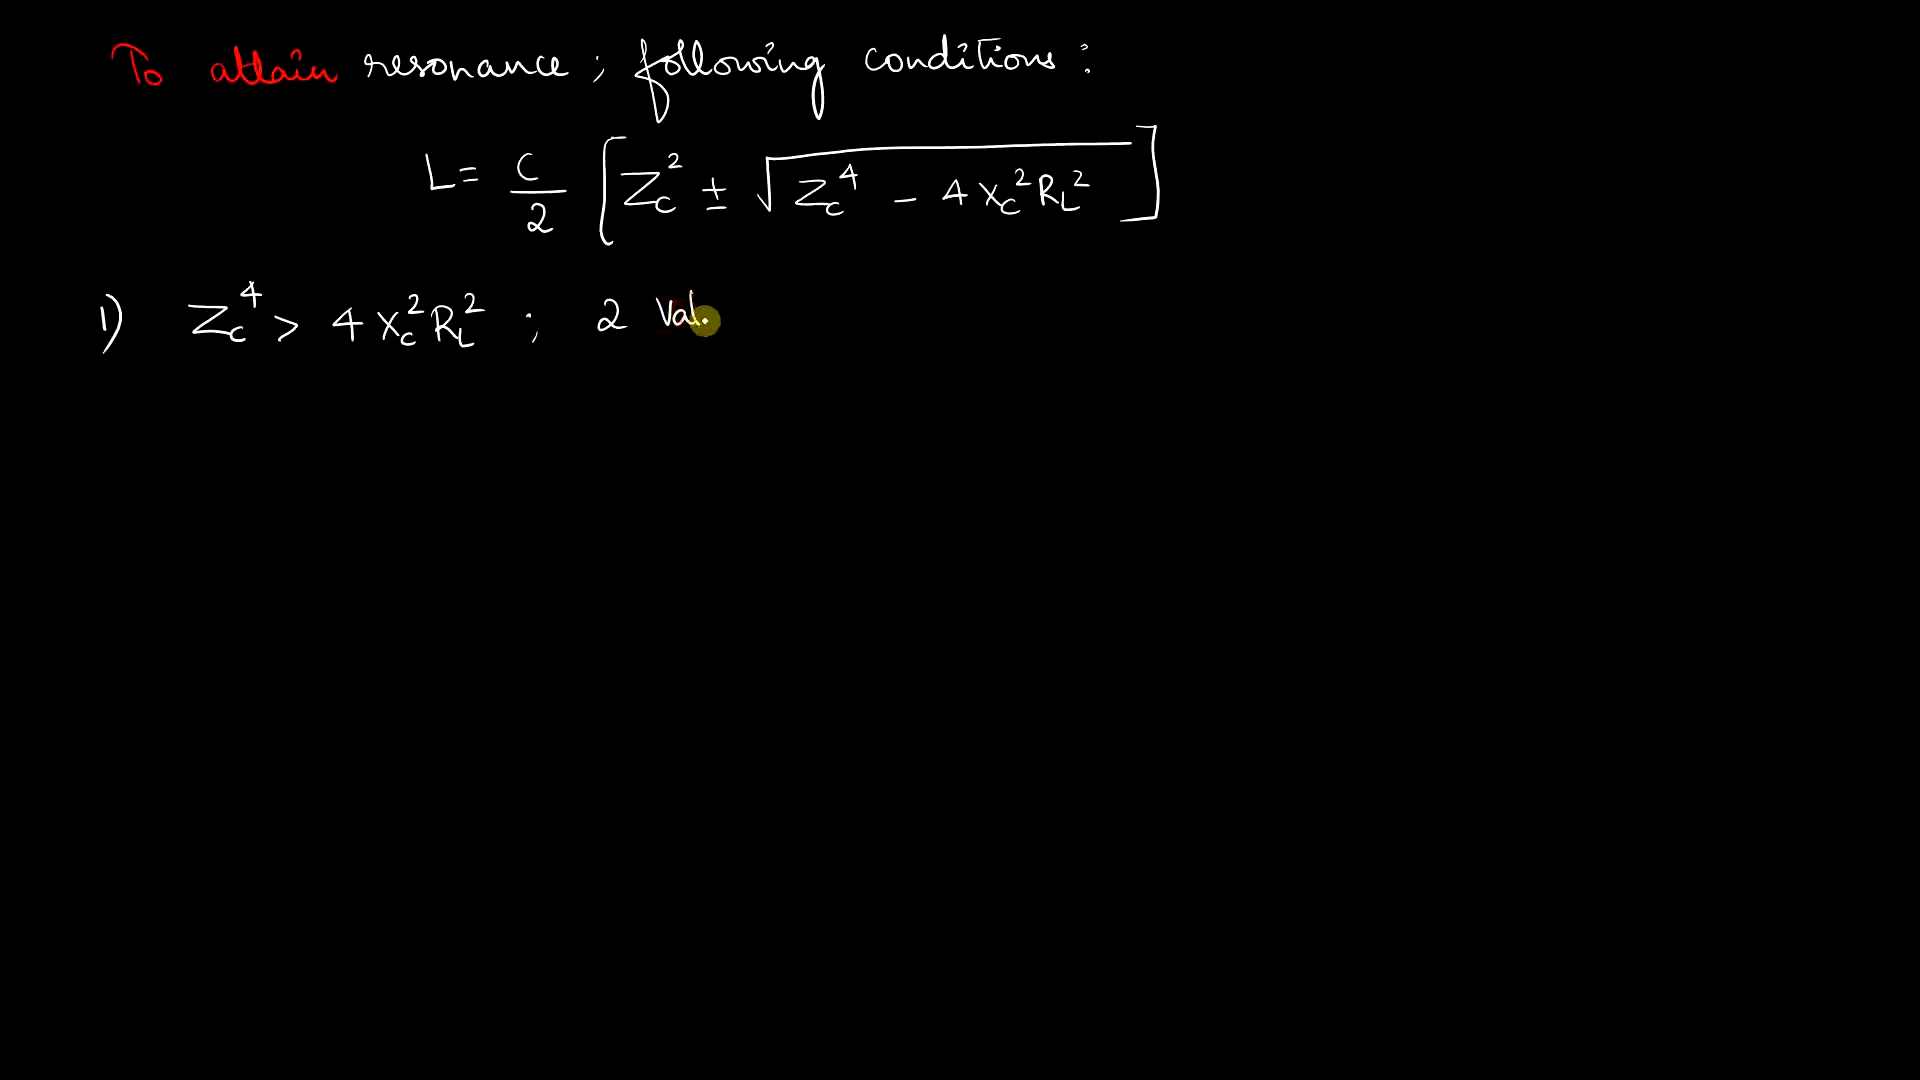 To attain resonance ; following conditions :
L = C/2 [ Z_C^2 ± √( Z_C^4 - 4 X_C^2 R_L^2 ) ]
1) Z_C^4 > 4 X_C^2 R_L^2 ; 2 Val.